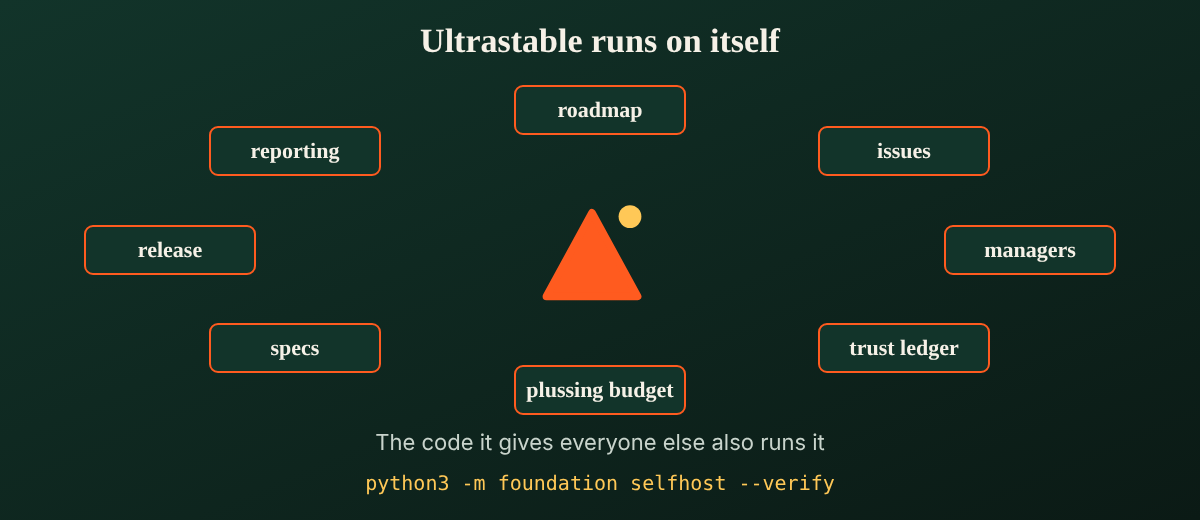 Ultrastable runs on itself
roadmap
reporting
issues
release
managers
specs
trust ledger
plussing budget
The code it gives everyone else also runs it
python3 -m foundation selfhost --verify